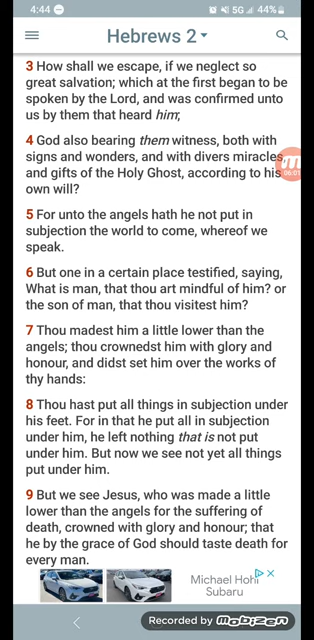 4:44
5G 44%
Hebrews 2
3 How shall we escape, if we neglect so
great salvation; which at the first began to be
spoken by the Lord, and was confirmed unto
us by them that heard him;
4 God also bearing them witness, both with
signs and wonders, and with divers miracles,
and gifts of the Holy Ghost, according to his
own will?
06:01
5 For unto the angels hath he not put in
subjection the world to come, whereof we
speak.
6 But one in a certain place testified, saying,
What is man, that thou art mindful of him? or
the son of man, that thou visitest him?
7 Thou madest him a little lower than the
angels; thou crownedst him with glory and
honour, and didst set him over the works of
thy hands:
8 Thou hast put all things in subjection under
his feet. For in that he put all in subjection
under him, he left nothing that is not put
under him. But now we see not yet all things
put under him.
9 But we see Jesus, who was made a little
lower than the angels for the suffering of
death, crowned with glory and honour; that
he by the grace of God should taste death for
every man.
Michael Hohl
Subaru
Recorded by mobizen